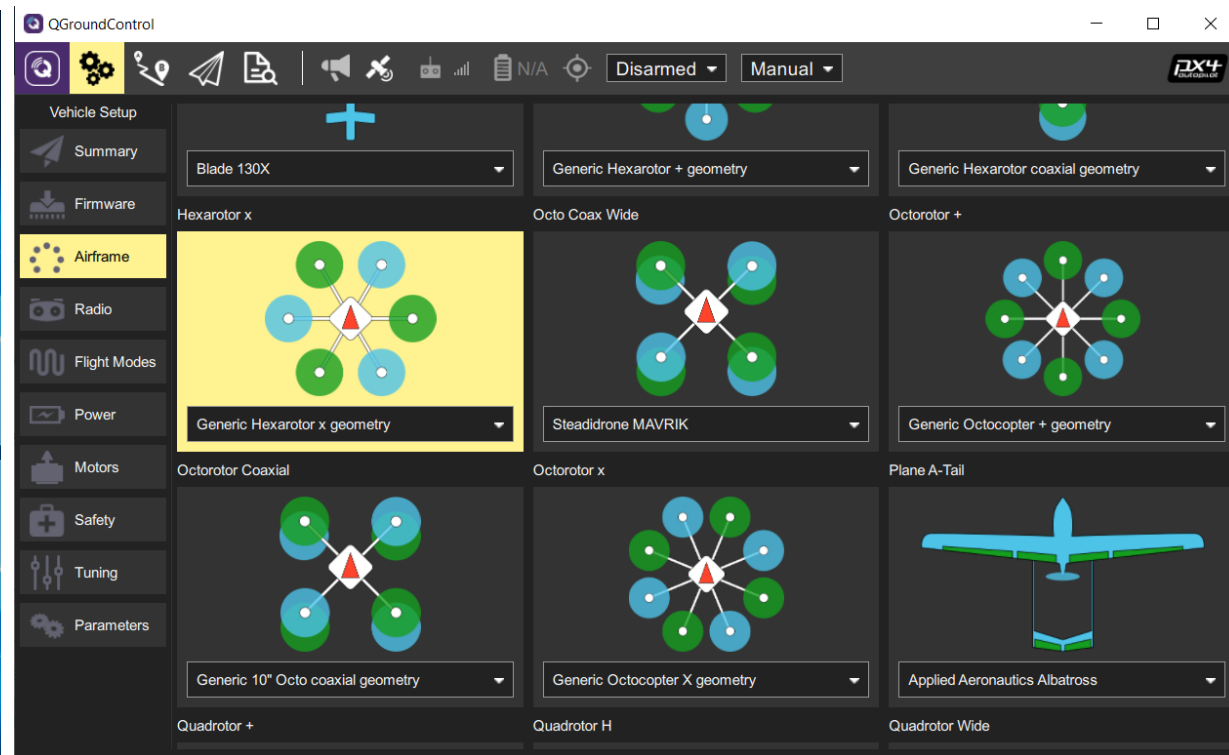 QGroundControl
N/A
Disarmed
Manual
PX4
autopilot
Vehicle Setup
Summary
Firmware
Airframe
Radio
Flight Modes
Power
Motors
Safety
Tuning
Parameters
Blade 130X
Generic Hexarotor + geometry
Generic Hexarotor coaxial geometry
Hexarotor x
Octo Coax Wide
Octorotor +
Generic Hexarotor x geometry
Steadidrone MAVRIK
Generic Octocopter + geometry
Octorotor Coaxial
Octorotor x
Plane A-Tail
Generic 10" Octo coaxial geometry
Generic Octocopter X geometry
Applied Aeronautics Albatross
Quadrotor +
Quadrotor H
Quadrotor Wide